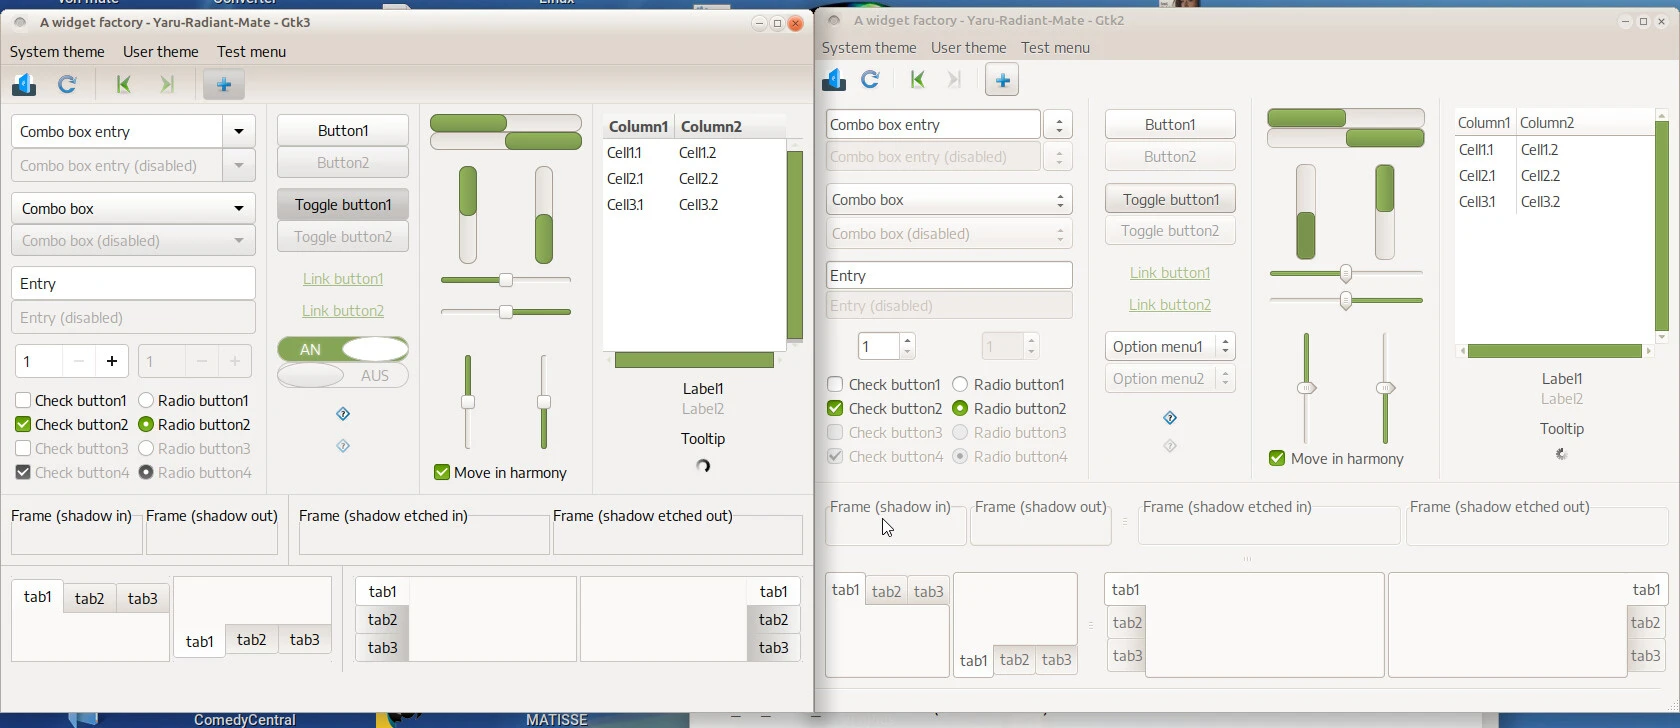 Converter
Linux
A widget factory - Yaru-Radiant-Mate - Gtk3
System theme User theme Test menu
Combo box entry
Combo box entry (disabled)
Combo box
Combo box (disabled)
Entry
Entry (disabled)
1
1
Check button1 Radio button1
Check button2 Radio button2
Check button3 Radio button3
Check button4 Radio button4
Button1
Button2
Toggle button1
Toggle button2
Link button1
Link button2
AN
AUS
Move in harmony
Column1 Column2
Cell1.1 Cell1.2
Cell2.1 Cell2.2
Cell3.1 Cell3.2
Label1
Label2
Tooltip
Frame (shadow in) Frame (shadow out) Frame (shadow etched in) Frame (shadow etched out)
tab1 tab2 tab3
tab1 tab2 tab3
tab1
tab2
tab3
tab1
tab2
tab3
A widget factory - Yaru-Radiant-Mate - Gtk2
System theme User theme Test menu
Combo box entry
Combo box entry (disabled)
Combo box
Combo box (disabled)
Entry
Entry (disabled)
1
1
Check button1 Radio button1
Check button2 Radio button2
Check button3 Radio button3
Check button4 Radio button4
Button1
Button2
Toggle button1
Toggle button2
Link button1
Link button2
Option menu1
Option menu2
Move in harmony
Column1 Column2
Cell1.1 Cell1.2
Cell2.1 Cell2.2
Cell3.1 Cell3.2
Label1
Label2
Tooltip
Frame (shadow in) Frame (shadow out) Frame (shadow etched in) Frame (shadow etched out)
tab1 tab2 tab3
tab1 tab2 tab3
tab1
tab2
tab3
tab1
tab2
tab3
ComedyCentral
MATISSE